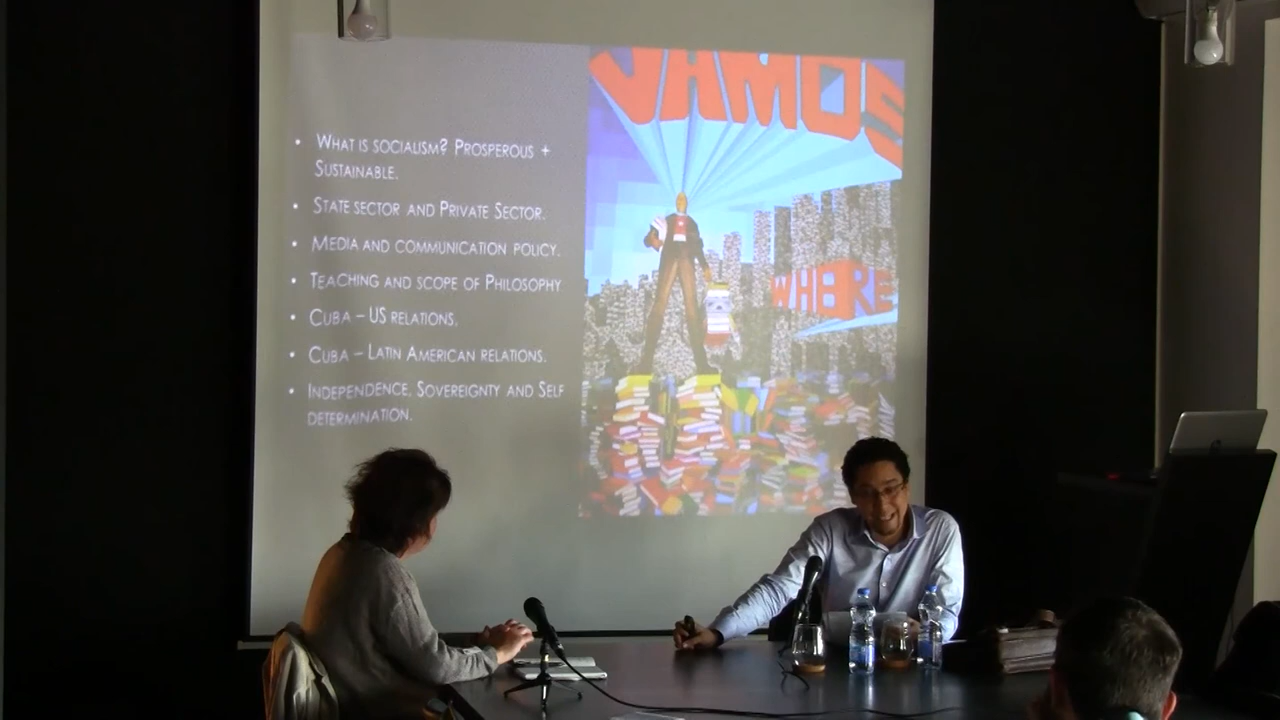 VAMOS
WHERE
• What is socialism? Prosperous +
Sustainable.
• State sector and Private Sector.
• Media and communication policy.
• Teaching and scope of Philosophy
• Cuba – US relations.
• Cuba – Latin American relations.
• Independence, Sovereignty and Self
determination.